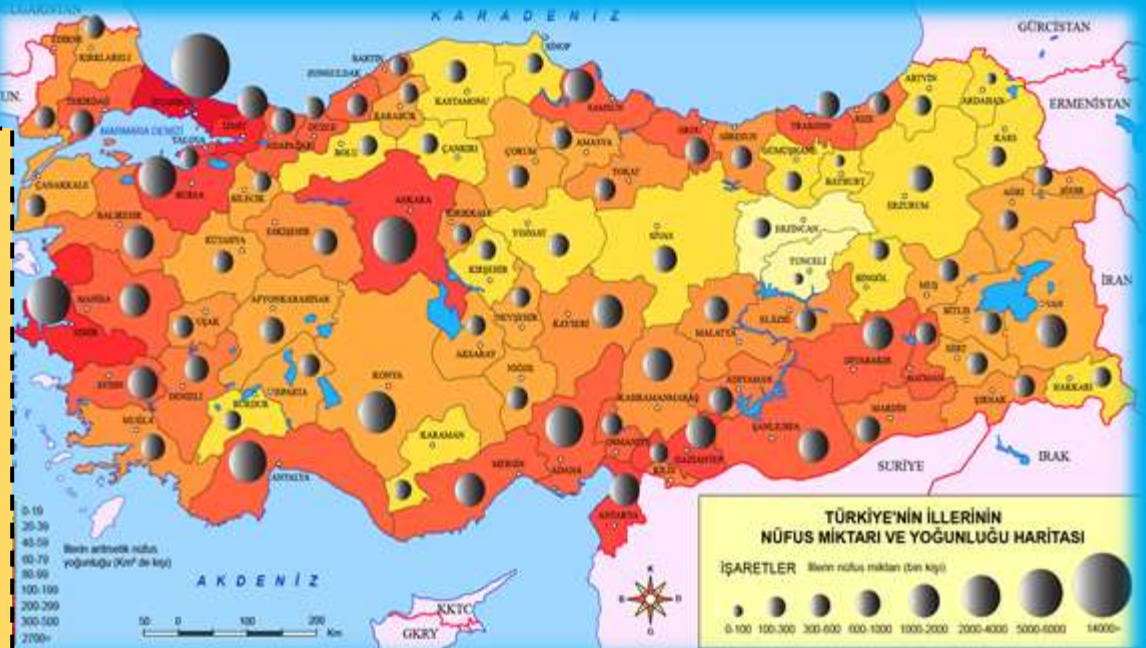 KARADENİZ
GÜRCİSTAN
ERMENİSTAN
İRAN
IRAK
SURİYE
AKDENİZ
KKTC
GKRY
MARMARA DENİZİ
EDİRNE
KIRKLARELİ
TEKİRDAĞ
İSTANBUL
YALOVA
İZMİT
ADAPAZARI
DÜZCE
ZONGULDAK
BARTIN
KARABÜK
KASTAMONU
SİNOP
SAMSUN
ORDU
GİRESUN
TRABZON
RİZE
ARTVİN
ARDAHAN
KARS
IĞDIR
AĞRI
ERZURUM
BAYBURT
GÜMÜŞHANE
TOKAT
AMASYA
ÇORUM
ÇANKIRI
BOLU
BİLECİK
BURSA
ÇANAKKALE
BALIKESİR
KÜTAHYA
ESKİŞEHİR
ANKARA
KIRIKKALE
KIRŞEHİR
YOZGAT
SİVAS
ERZİNCAN
TUNCELİ
BİNGÖL
MUŞ
BİTLİS
VAN
HAKKARİ
ŞIRNAK
SİİRT
BATMAN
DİYARBAKIR
MARDİN
ŞANLIURFA
ADIYAMAN
ELAZIĞ
MALATYA
KAHRAMANMARAŞ
GAZİANTEP
KİLİS
ANTAKYA
OSMANİYE
ADANA
MERSİN
KARAMAN
NİĞDE
KAYSERİ
NEVŞEHİR
AKSARAY
KONYA
ISPARTA
AFYONKARAHİSAR
UŞAK
MANİSA
İZMİR
AYDIN
DENİZLİ
MUĞLA
BURDUR
ANTALYA
TÜRKİYE'NİN İLLERİNİN
NÜFUS MİKTARI VE YOĞUNLUĞU HARİTASI
İŞARETLER
İllerin nüfus miktarı (bin kişi)
0-100 100-300 300-600 600-1000 1000-2000 2000-4000 5000-6000 14000+
İllerin aritmetik nüfus
yoğunluğu (Km² de kişi)
0-19
20-39
40-59
60-79
80-99
100-199
200-299
300-500
2700+
50 0 100 200
Km
K
B D
G